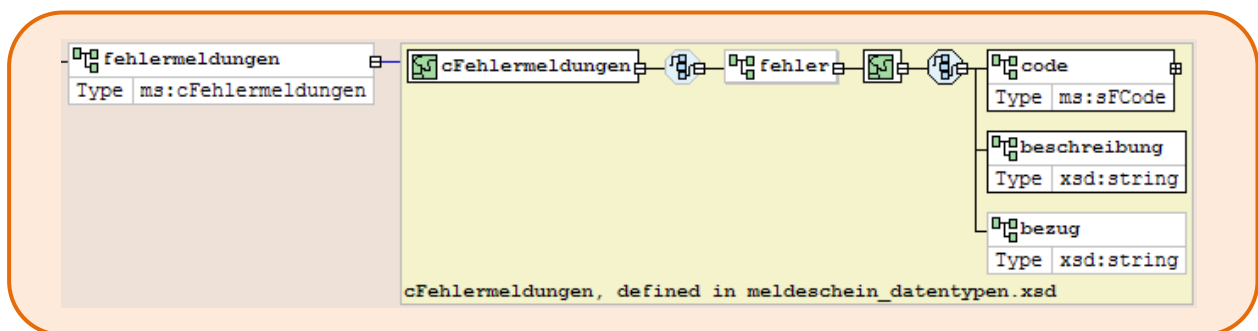 fehlermeldungen
Type ms:cFehlermeldungen
cFehlermeldungen
fehler
code
Type ms:sFCode
beschreibung
Type xsd:string
bezug
Type xsd:string
cFehlermeldungen, defined in meldeschein_datentypen.xsd